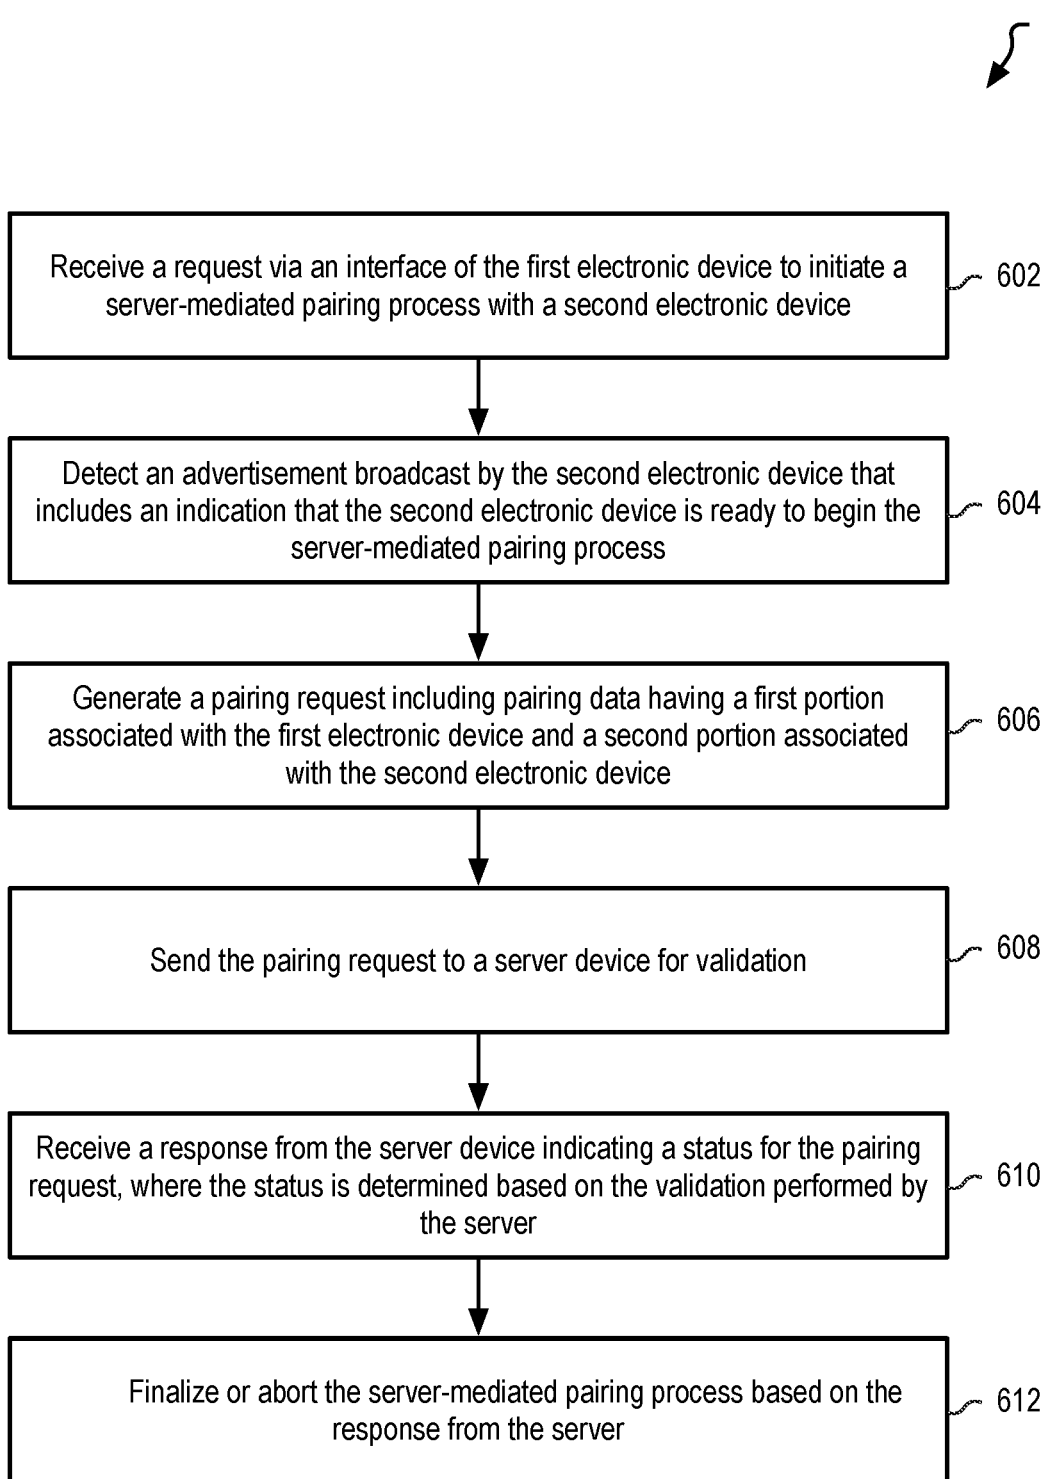 Receive a request via an interface of the first electronic device to initiate a
server-mediated pairing process with a second electronic device
602
Detect an advertisement broadcast by the second electronic device that
includes an indication that the second electronic device is ready to begin the
server-mediated pairing process
604
Generate a pairing request including pairing data having a first portion
associated with the first electronic device and a second portion associated
with the second electronic device
606
Send the pairing request to a server device for validation
608
Receive a response from the server device indicating a status for the pairing
request, where the status is determined based on the validation performed by
the server
610
Finalize or abort the server-mediated pairing process based on the
response from the server
612